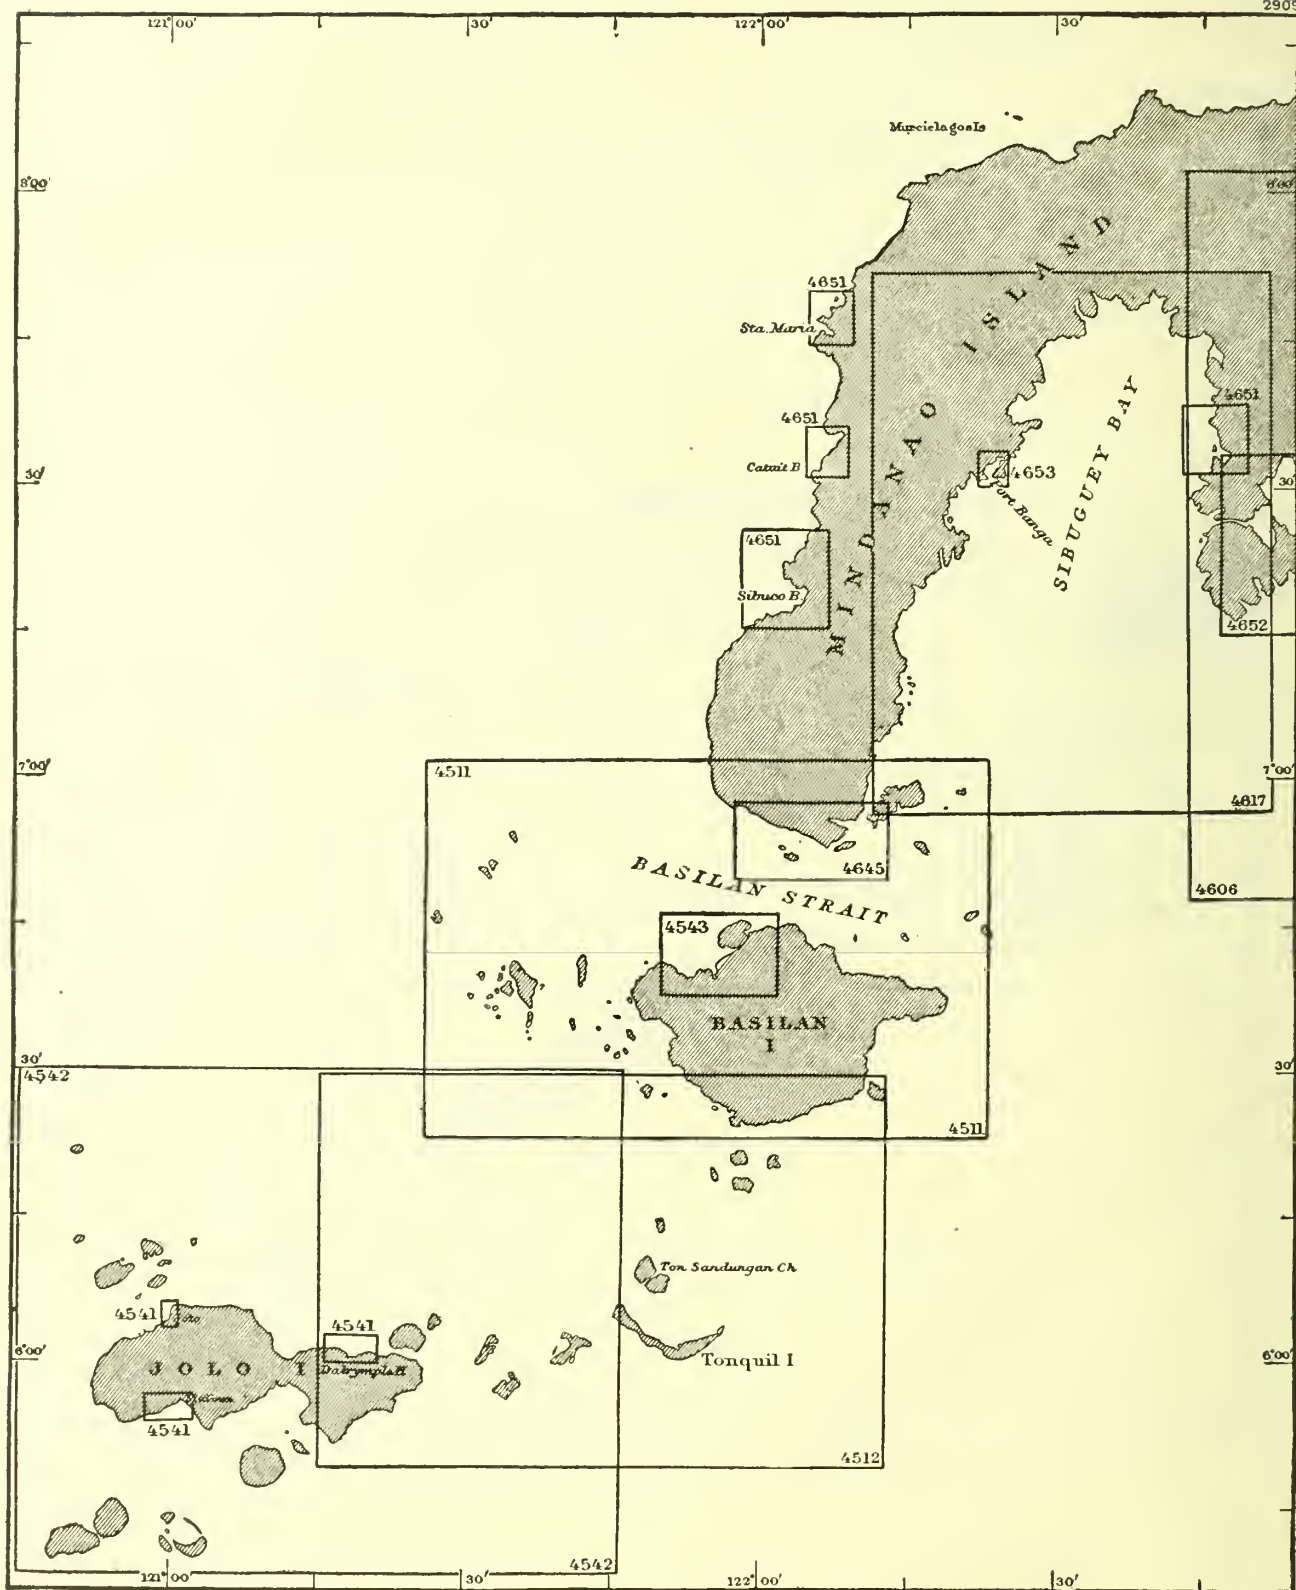 2909
121°00'
30'
122°00'
30'
Murcielagos Is
8°00'
8°00'
MINDANAO ISLAND
4651
Sta. Maria
4651
4651
Catuit B
30'
4653
Port Banga
SIBUGUEY BAY
30'
4651
Sibuco B.
4652
7°00'
4511
7°00'
4617
4645
BASILAN STRAIT
4606
4543
BASILAN
I
30'
30'
4542
4511
Ton Sandungan Ch
4541
4541
6°00'
JOLO I
Tonquil I
6°00'
4541
4512
4542
121°00'
30'
122°00'
30'